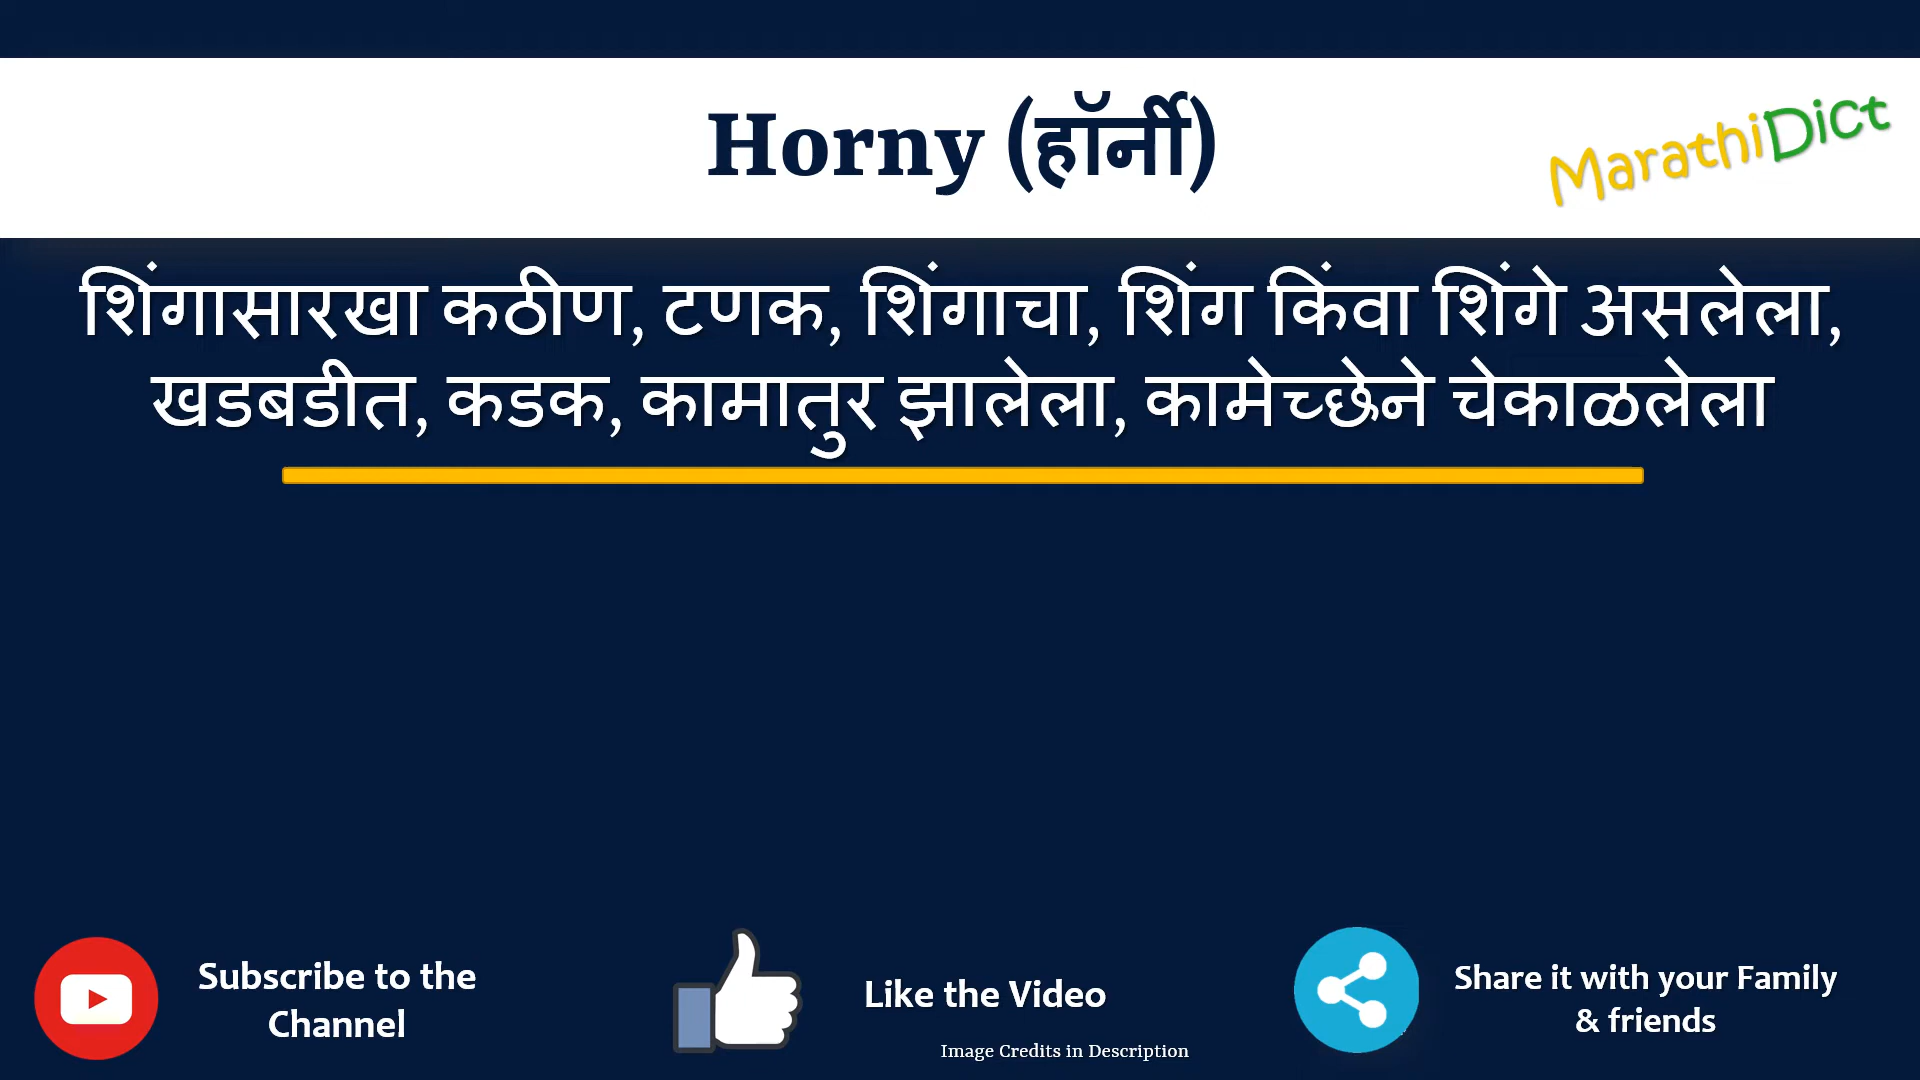 Horny (हॉर्नी)
MarathiDict
शिंगासारखा कठीण, टणक, शिंगाचा, शिंग किंवा शिंगे असलेला,
खडबडीत, कडक, कामातुर झालेला, कामेच्छेने चेकाळलेला
Subscribe to the
Channel
Like the Video
Share it with your Family
& friends
Image Credits in Description